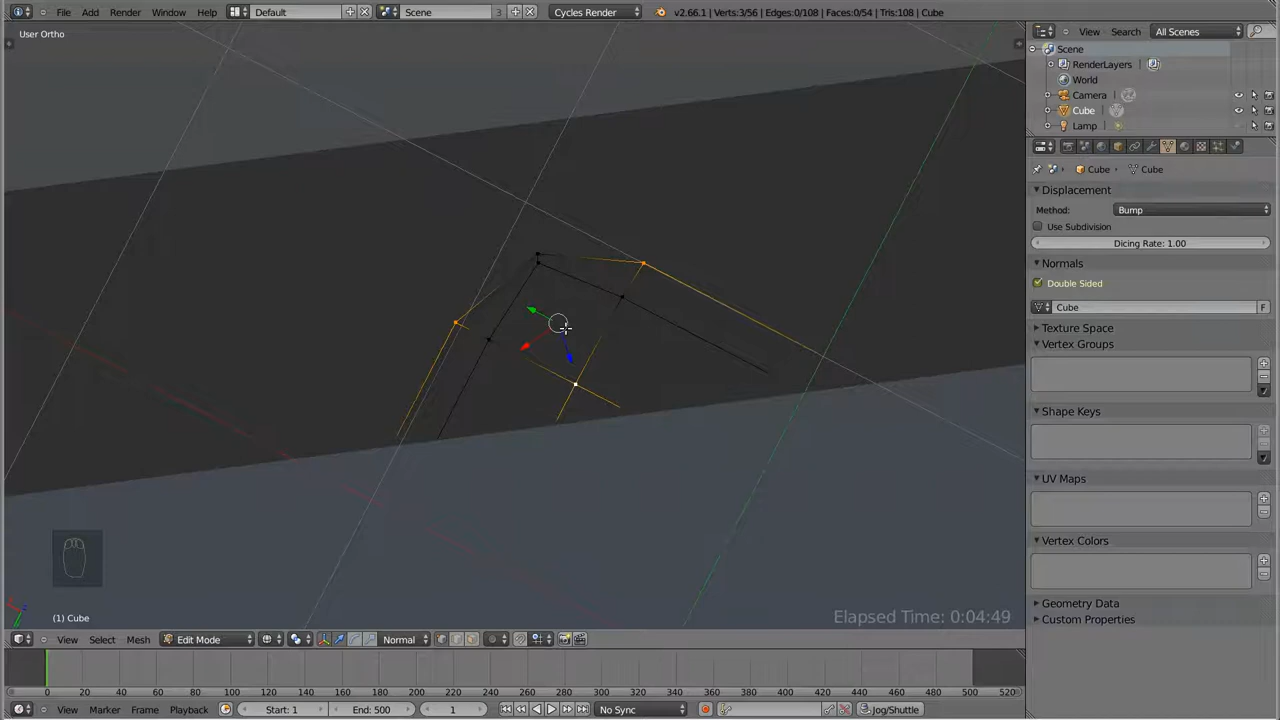 File Add Render Window Help Default Scene 3 Cycles Render v2.66.1 | Verts:3/56 | Edges:0/108 | Faces:0/54 | Tris:108 | Cube
User Ortho
View Search All Scenes
Scene
RenderLayers
World
Camera
Cube
Lamp
Cube Cube
Displacement
Method: Bump
Use Subdivision
Dicing Rate: 1.00
Normals
Double Sided
Cube F
Texture Space
Vertex Groups
Shape Keys
UV Maps
Vertex Colors
Geometry Data
Custom Properties
(1) Cube
Elapsed Time: 0:04:49
View Select Mesh Edit Mode Normal
0 20 40 60 80 100 120 140 160 180 200 220 240 260 280 300 320 340 360 380 400 420 440 460 480 500 520
View Marker Frame Playback Start: 1 End: 500 1 No Sync Jog/Shuttle